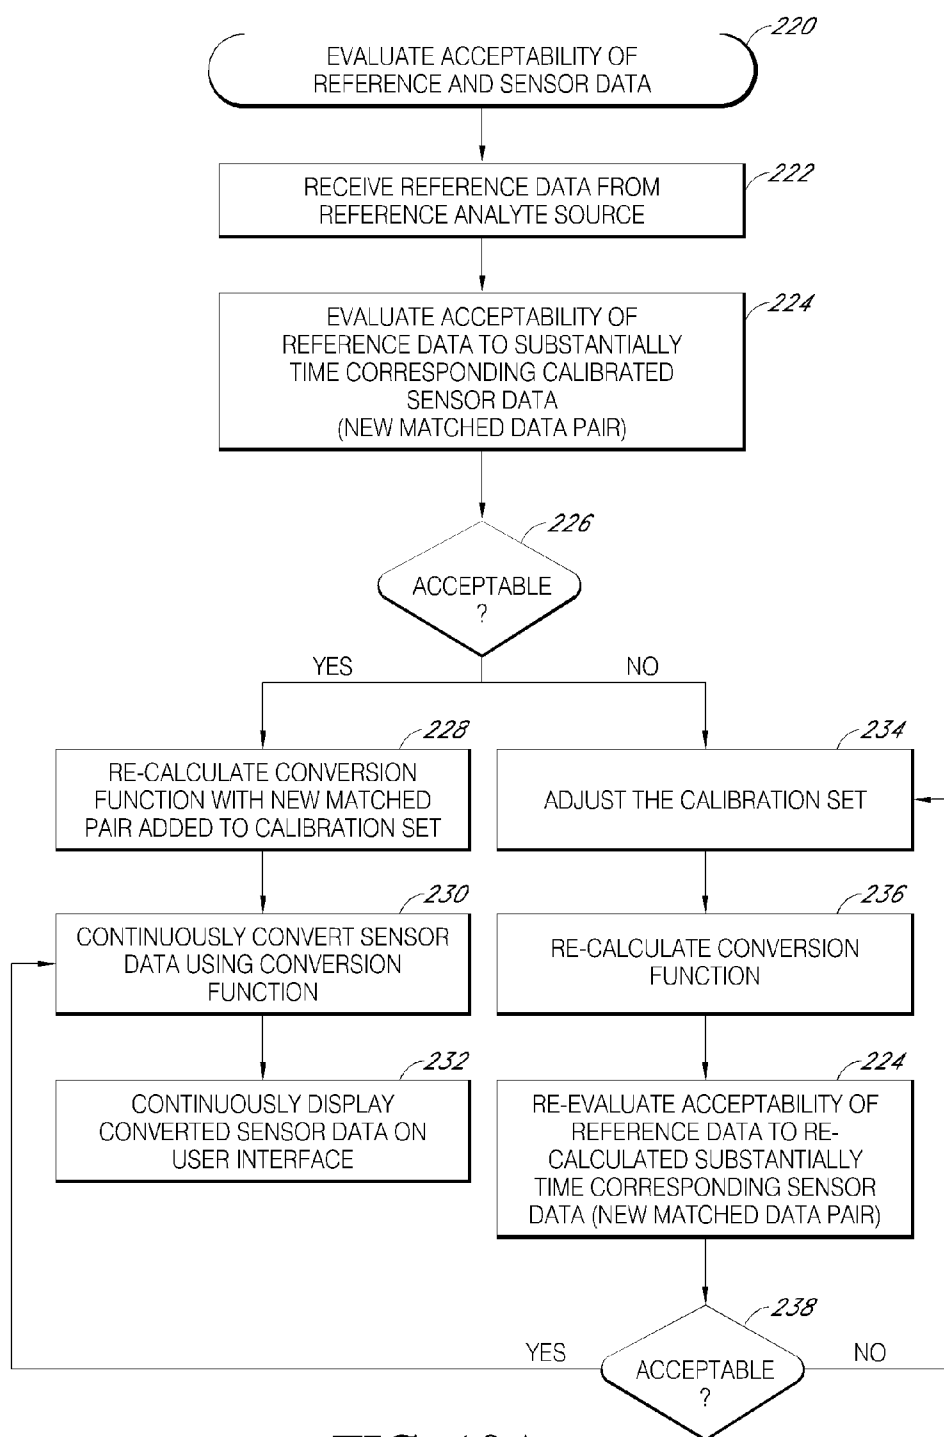 220
EVALUATE ACCEPTABILITY OF
REFERENCE AND SENSOR DATA
222
RECEIVE REFERENCE DATA FROM
REFERENCE ANALYTE SOURCE
224
EVALUATE ACCEPTABILITY OF
REFERENCE DATA TO SUBSTANTIALLY
TIME CORRESPONDING CALIBRATED
SENSOR DATA
(NEW MATCHED DATA PAIR)
226
ACCEPTABLE
?
YES
NO
228
RE-CALCULATE CONVERSION
FUNCTION WITH NEW MATCHED
PAIR ADDED TO CALIBRATION SET
234
ADJUST THE CALIBRATION SET
230
CONTINUOUSLY CONVERT SENSOR
DATA USING CONVERSION
FUNCTION
236
RE-CALCULATE CONVERSION
FUNCTION
232
CONTINUOUSLY DISPLAY
CONVERTED SENSOR DATA ON
USER INTERFACE
224
RE-EVALUATE ACCEPTABILITY OF
REFERENCE DATA TO RE-
CALCULATED SUBSTANTIALLY
TIME CORRESPONDING SENSOR
DATA (NEW MATCHED DATA PAIR)
238
YES
ACCEPTABLE
?
NO